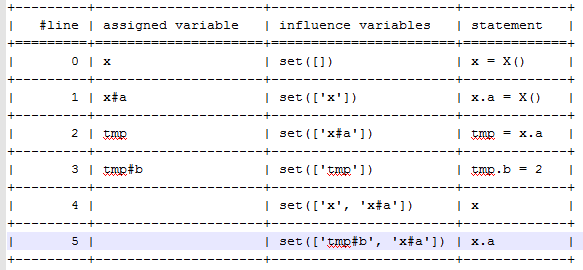 +---------+---------------------+---------------------+------------+
| #line | assigned variable | influence variables | statement |
+=========+=====================+=====================+============+
| 0 | x | set([]) | x = X() |
+---------+---------------------+---------------------+------------+
| 1 | x#a | set(['x']) | x.a = X() |
+---------+---------------------+---------------------+------------+
| 2 | tmp | set(['x#a']) | tmp = x.a |
+---------+---------------------+---------------------+------------+
| 3 | tmp#b | set(['tmp']) | tmp.b = 2 |
+---------+---------------------+---------------------+------------+
| 4 | | set(['x', 'x#a']) | x |
+---------+---------------------+---------------------+------------+
| 5 | | set(['tmp#b', 'x#a']) | x.a |
+---------+---------------------+---------------------+------------+